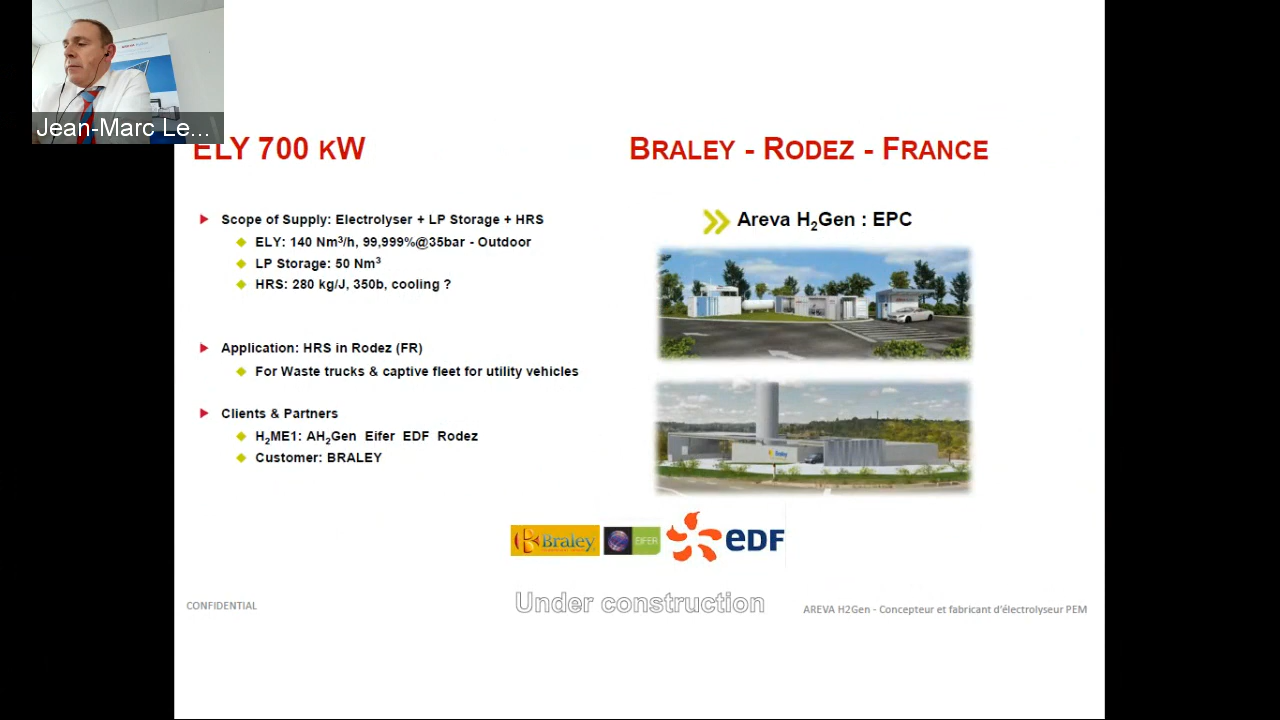 Jean-Marc Le...
ELY 700 KW
BRALEY - RODEZ - FRANCE
Scope of Supply: Electrolyser + LP Storage + HRS
ELY: 140 Nm³/h, 99,999%@35bar - Outdoor
LP Storage: 50 Nm³
HRS: 280 kg/J, 350b, cooling ?
Application: HRS in Rodez (FR)
For Waste trucks & captive fleet for utility vehicles
Clients & Partners
H₂ME1: AH₂Gen Eifer EDF Rodez
Customer: BRALEY
Areva H₂Gen : EPC
Braley
Braley
EIFER
eDF
Under construction
CONFIDENTIAL
AREVA H2Gen - Concepteur et fabricant d'électrolyseur PEM